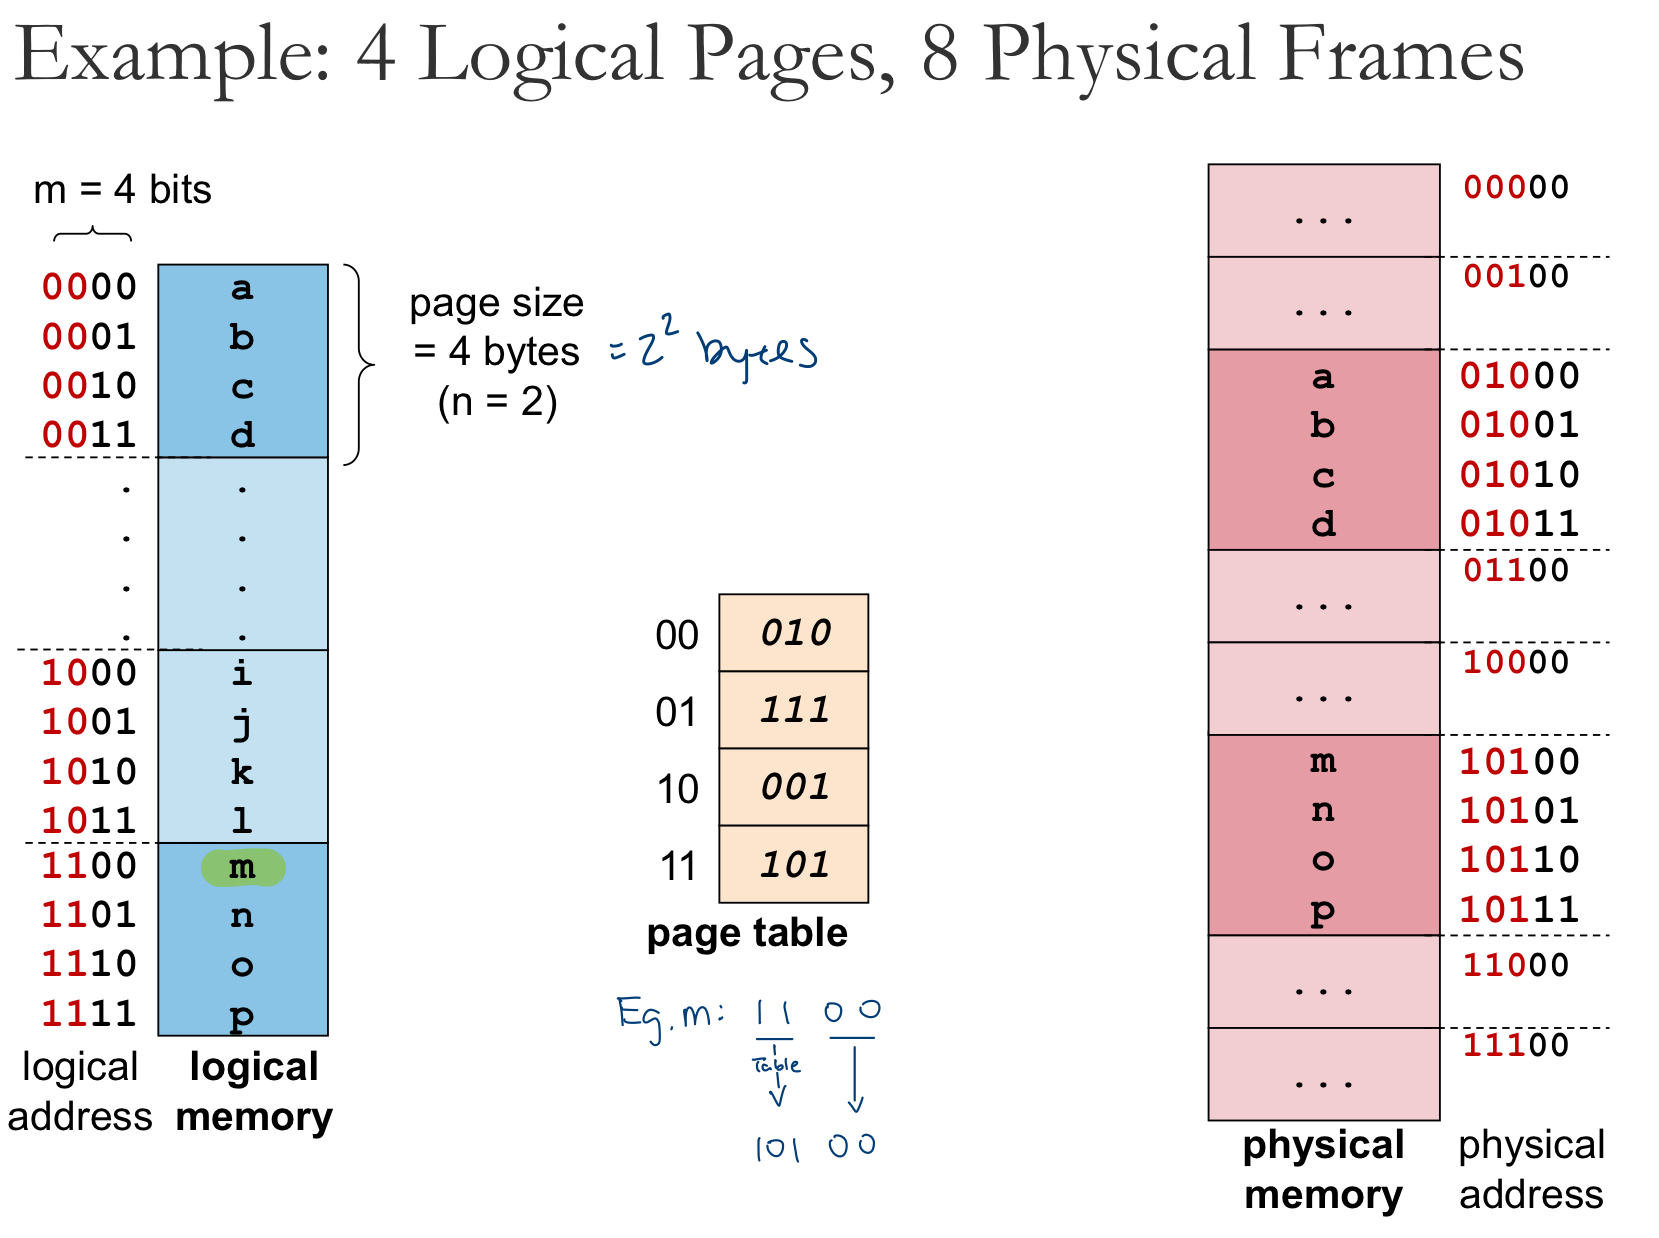 Example: 4 Logical Pages, 8 Physical Frames
m = 4 bits
0000 a
0001 b
0010 c
0011 d
. .
. .
. .
. .
1000 i
1001 j
1010 k
1011 l
1100 m
1101 n
1110 o
1111 p
logical address
logical memory
page size
= 4 bytes = 2² bytes
(n = 2)
00 010
01 111
10 001
11 101
page table
Eg. m: 11 00
Table
101 00
... 00000
... 00100
a 01000
b 01001
c 01010
d 01011
... 01100
... 10000
m 10100
n 10101
o 10110
p 10111
... 11000
... 11100
physical memory
physical address